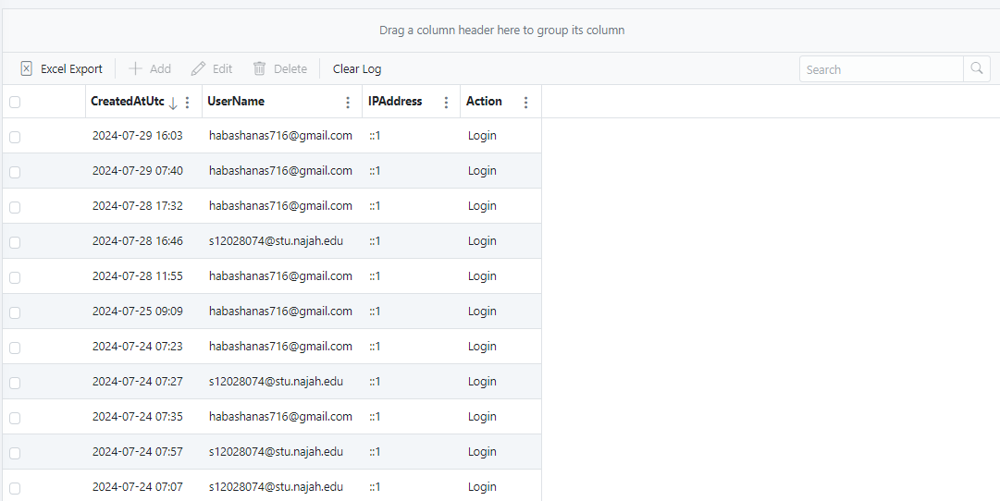 Drag a column header here to group its column
Excel Export Add Edit Delete Clear Log Search
CreatedAtUtc UserName IPAddress Action
2024-07-29 16:03 habashanas716@gmail.com ::1 Login
2024-07-29 07:40 habashanas716@gmail.com ::1 Login
2024-07-28 17:32 habashanas716@gmail.com ::1 Login
2024-07-28 16:46 s12028074@stu.najah.edu ::1 Login
2024-07-28 11:55 habashanas716@gmail.com ::1 Login
2024-07-25 09:09 habashanas716@gmail.com ::1 Login
2024-07-24 07:23 habashanas716@gmail.com ::1 Login
2024-07-24 07:27 s12028074@stu.najah.edu ::1 Login
2024-07-24 07:35 habashanas716@gmail.com ::1 Login
2024-07-24 07:57 s12028074@stu.najah.edu ::1 Login
2024-07-24 07:07 s12028074@stu.najah.edu ::1 Login